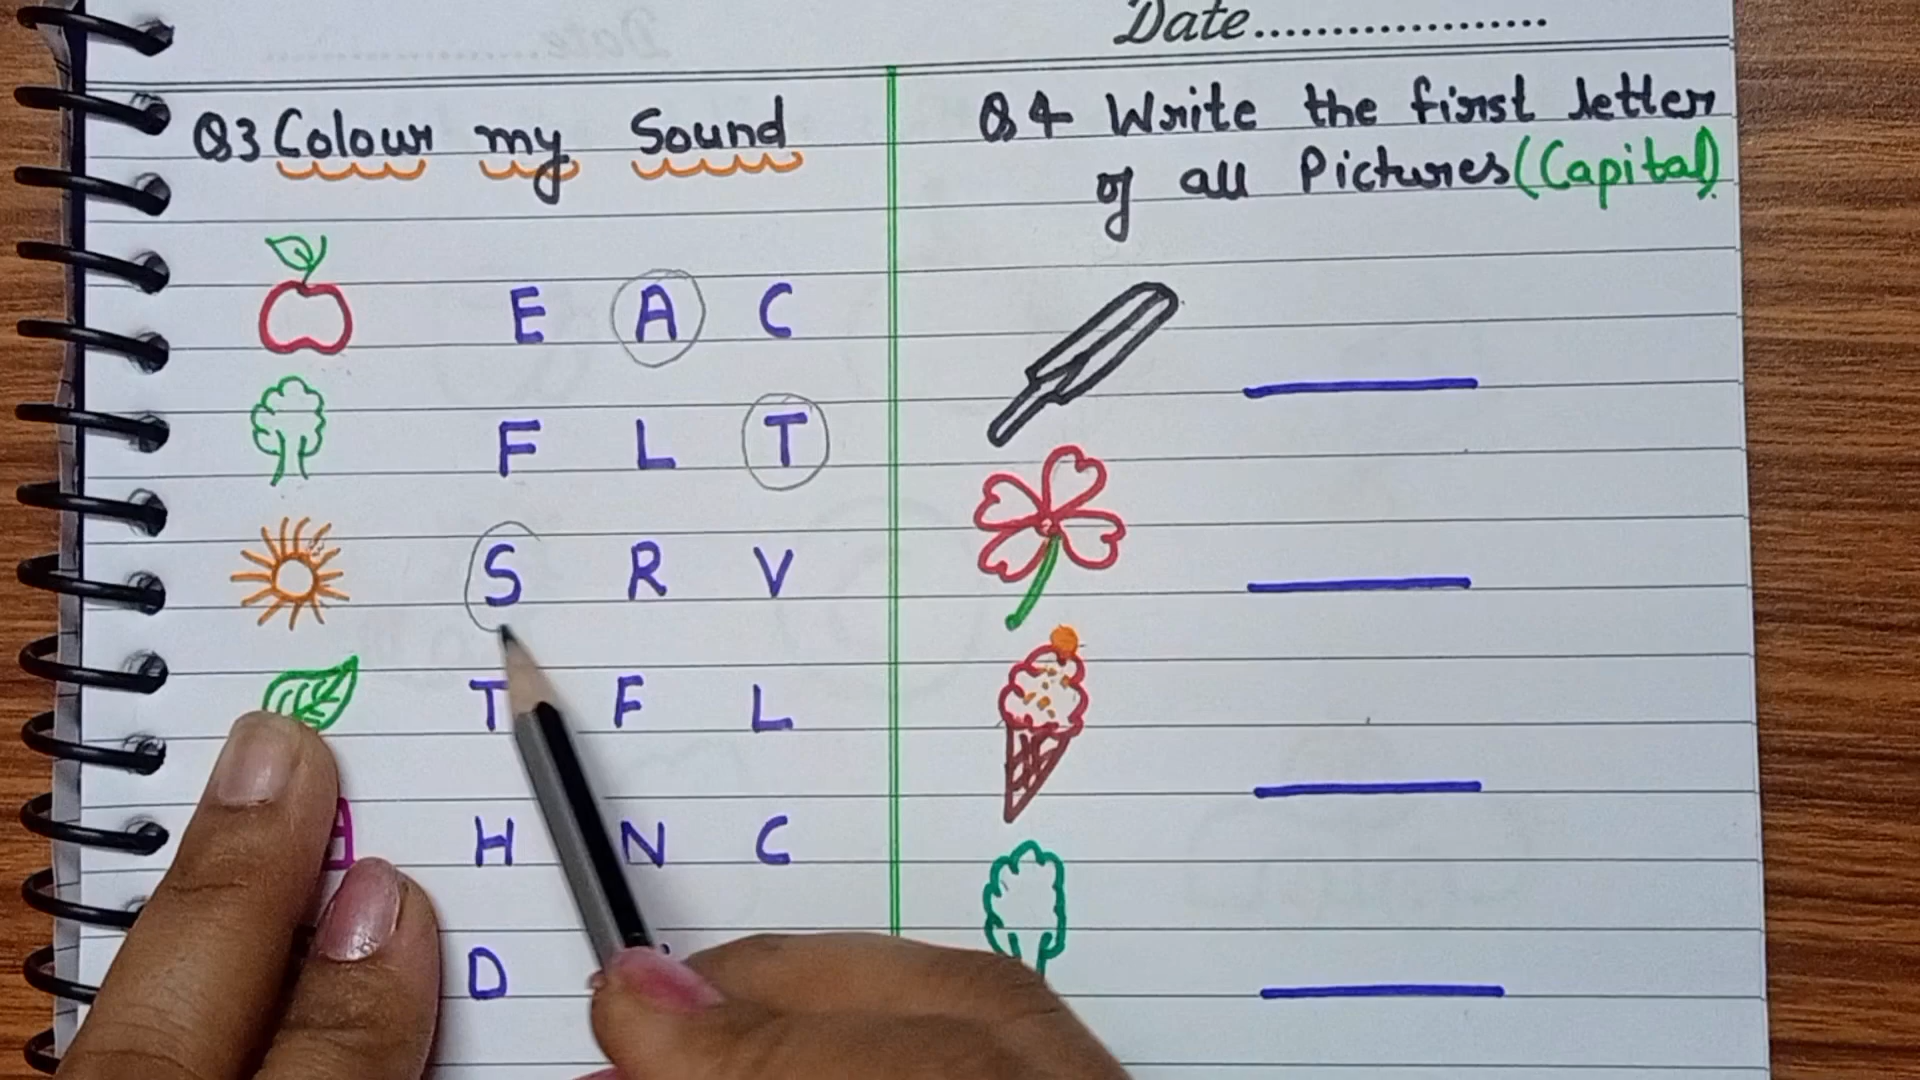 Date....................
Q3 Colour my Sound
E A C
F L T
S R V
T F L
H N C
D
Q4 Write the first letter
of all Pictures (Capital)